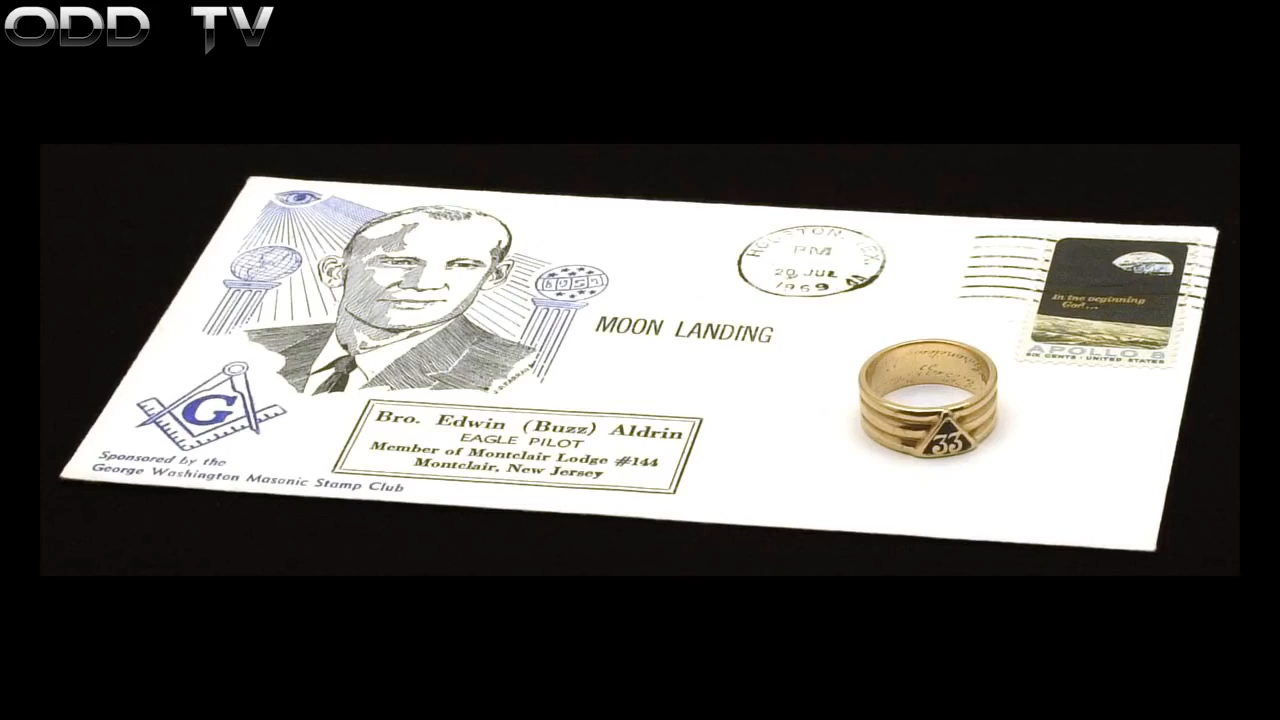 ODD TV
HOUSTON, TEX.
PM
20 JUL
1969
In the beginning
God...
APOLLO 8
SIX CENTS · UNITED STATES
MOON LANDING
33
G
Bro. Edwin (Buzz) Aldrin
EAGLE PILOT
Member of Montclair Lodge #144
Montclair, New Jersey
Sponsored by the
George Washington Masonic Stamp Club